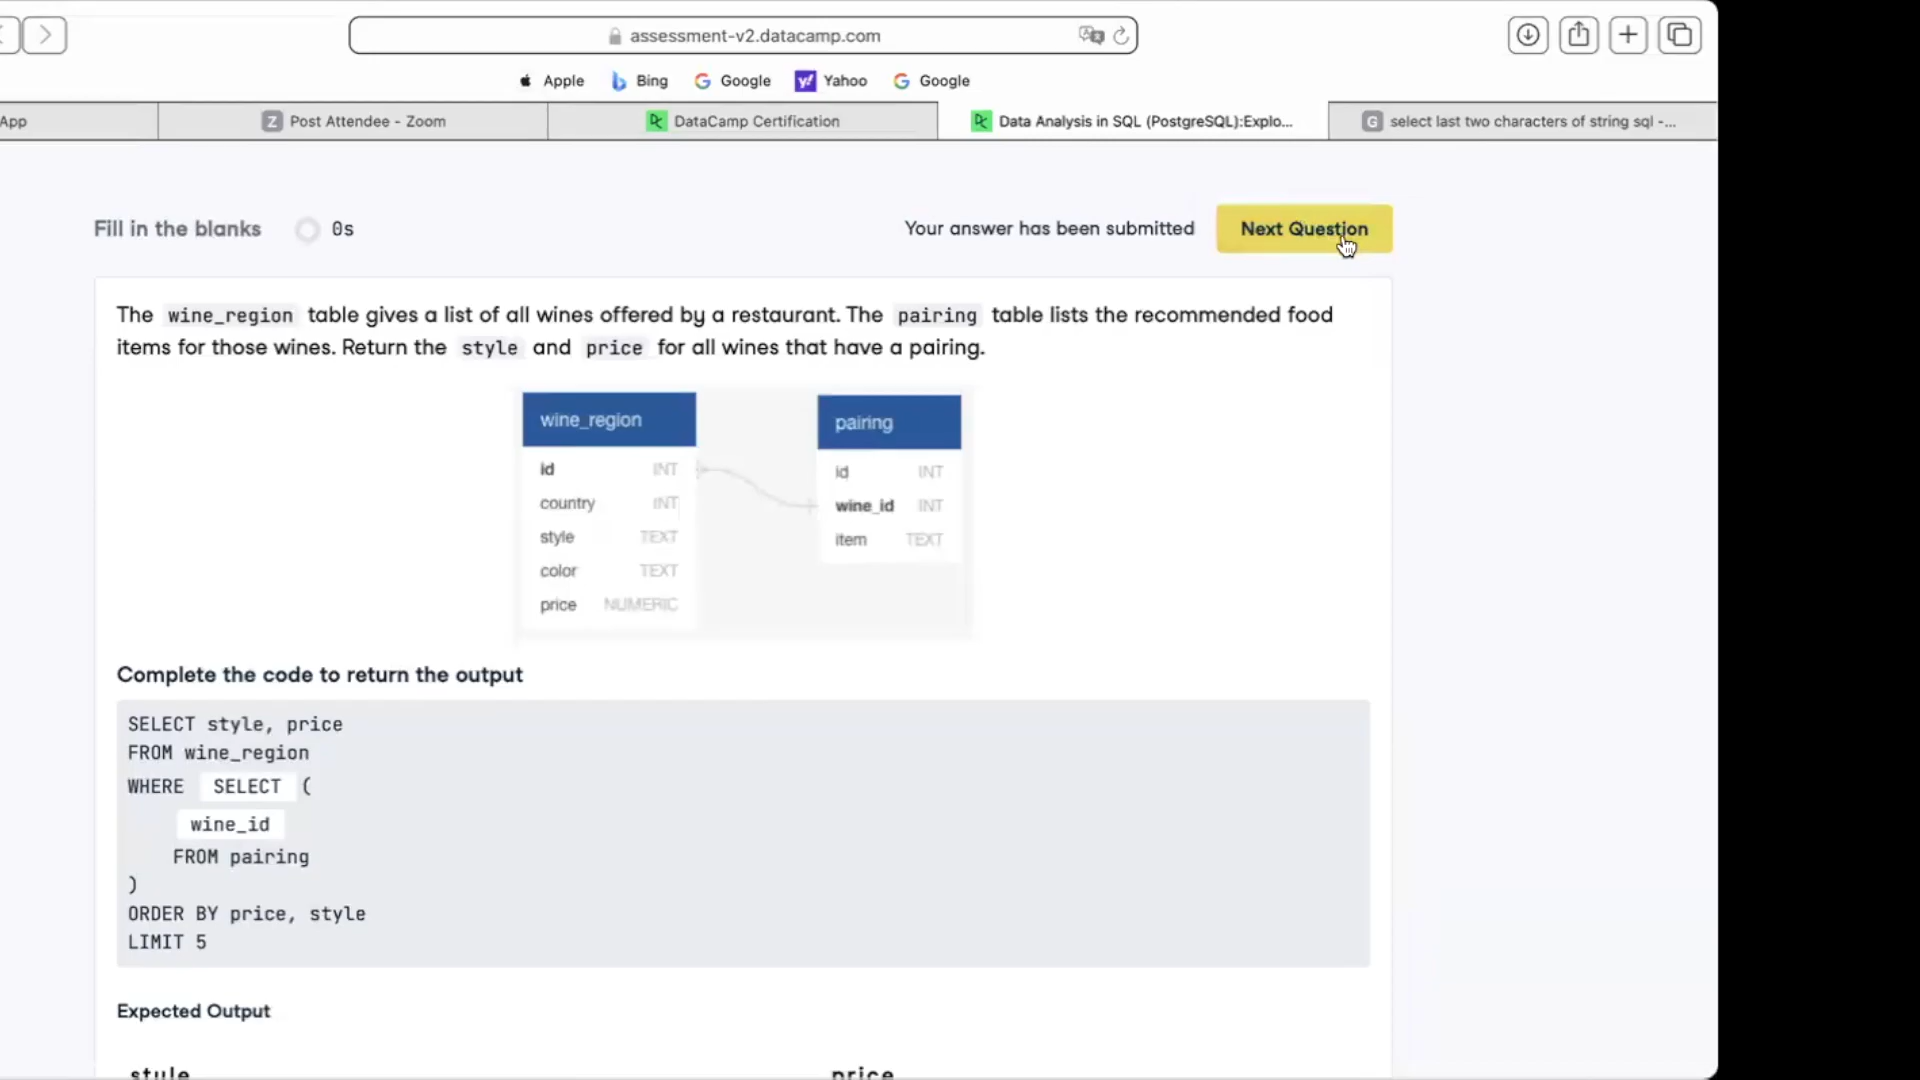 assessment-v2.datacamp.com
Apple Bing Google Yahoo Google
App Post Attendee - Zoom DataCamp Certification Data Analysis in SQL (PostgreSQL):Explo... select last two characters of string sql -...
Fill in the blanks 0s Your answer has been submitted Next Question
The wine_region table gives a list of all wines offered by a restaurant. The pairing table lists the recommended food
items for those wines. Return the style and price for all wines that have a pairing.
wine_region pairing
id INT id INT
country INT wine_id INT
style TEXT item TEXT
color TEXT
price NUMERIC
Complete the code to return the output
SELECT style, price
FROM wine_region
WHERE SELECT (
wine_id
FROM pairing
)
ORDER BY price, style
LIMIT 5
Expected Output
style price